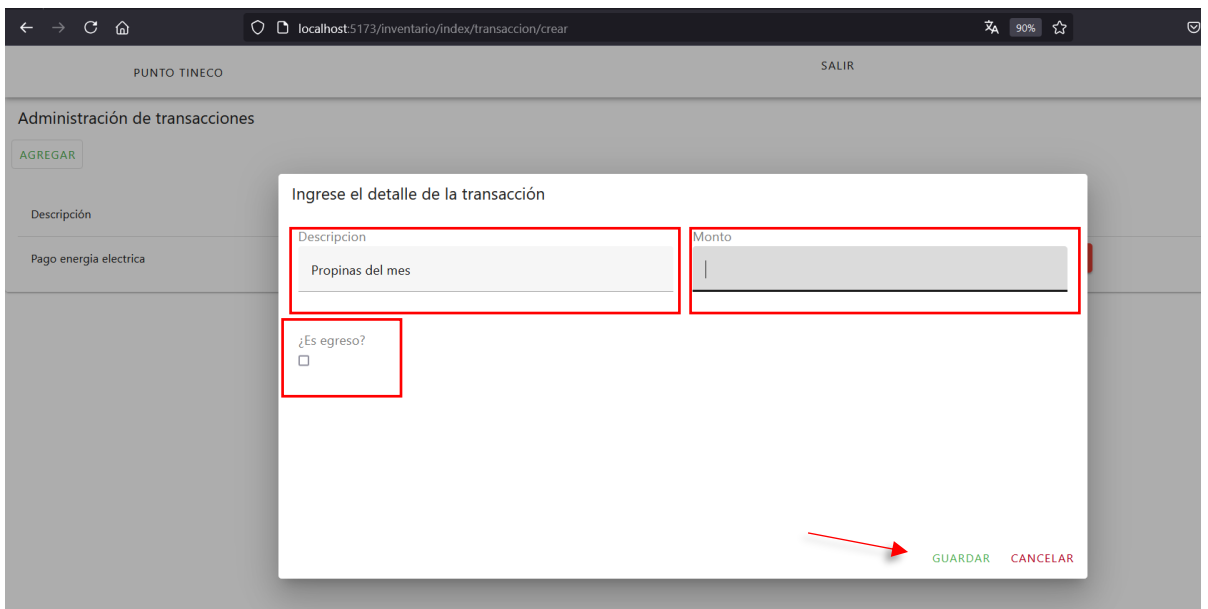 localhost:5173/inventario/index/transaccion/crear
90%
PUNTO TINECO
SALIR
Administración de transacciones
AGREGAR
Ingrese el detalle de la transacción
Descripción
Descripcion
Monto
Pago energia electrica
Propinas del mes
¿Es egreso?
GUARDAR CANCELAR